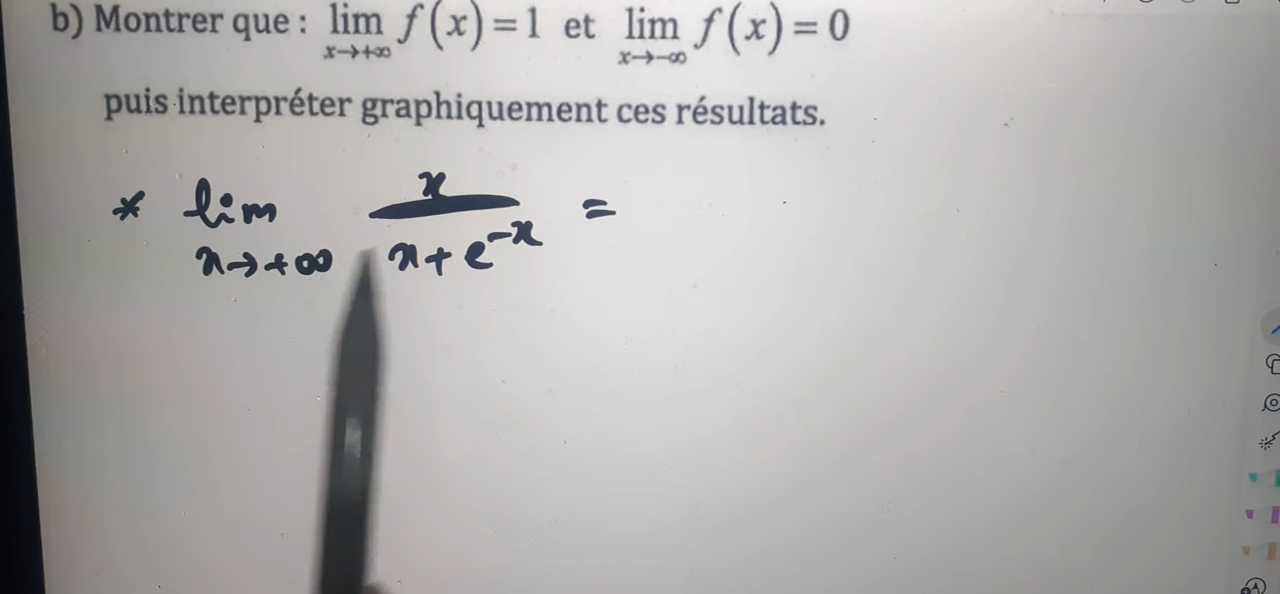 b) Montrer que : lim f(x) = 1 et lim f(x) = 0
x→+∞ x→-∞
puis interpréter graphiquement ces résultats.
* lim x/(x+e^{-x}) =
x→+∞